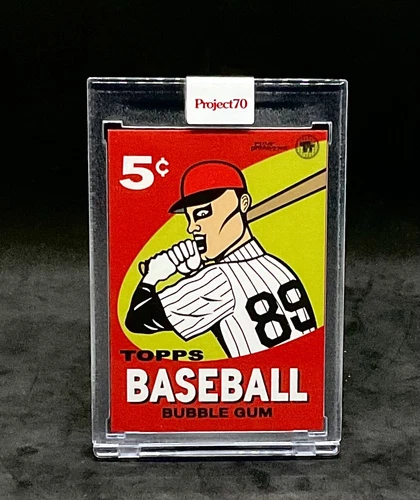 Project70
5¢
89
TOPPS
BASEBALL
BUBBLE GUM